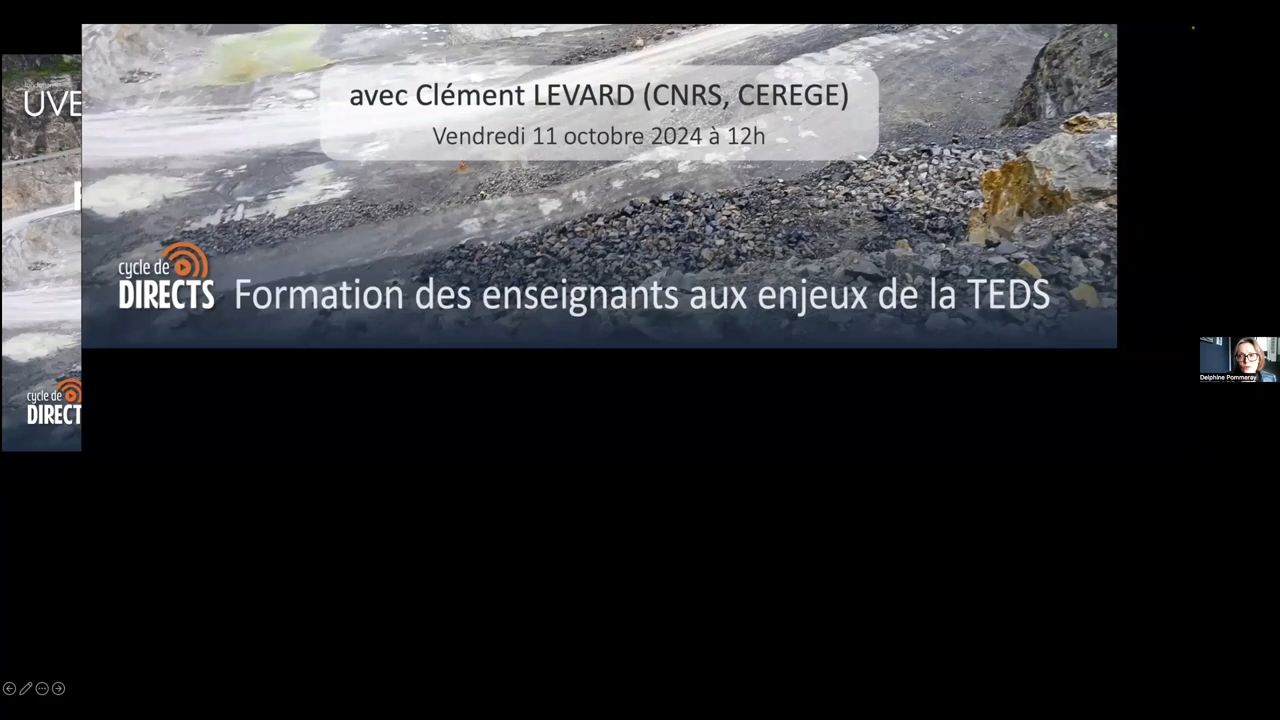 avec Clément LEVARD (CNRS, CEREGE)
Vendredi 11 octobre 2024 à 12h
UVE
cycle de
DIRECTS
Formation des enseignants aux enjeux de la TEDS
Delphine Pommeray
cycle de
DIRECT